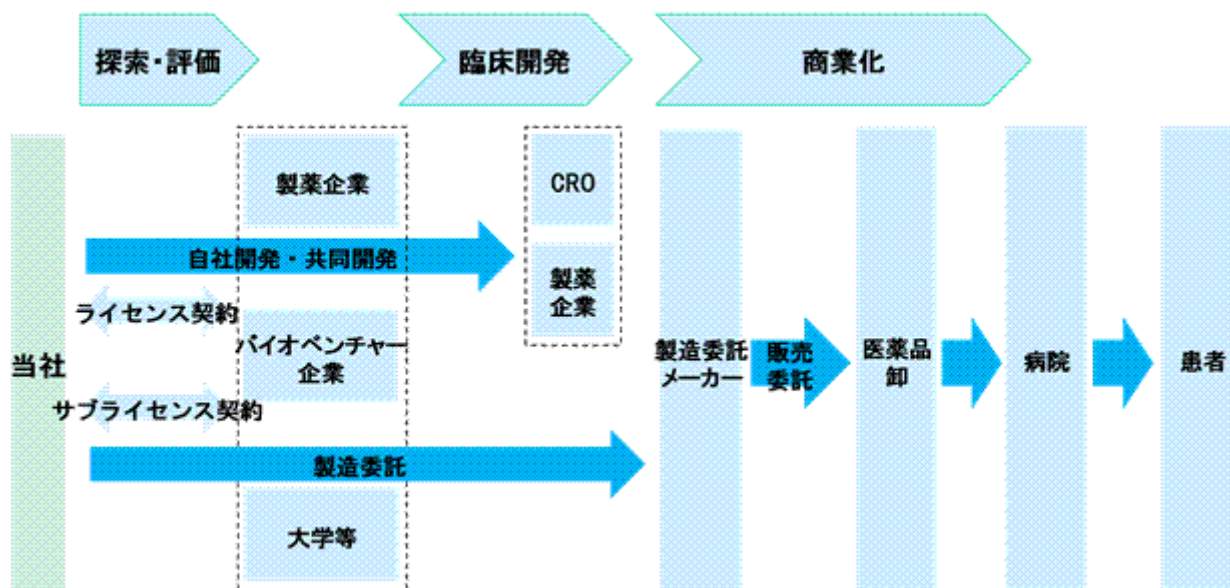 探索・評価
臨床開発
商業化
製薬企業
CRO
自社開発・共同開発
製薬
企業
ライセンス契約
バイオベンチャー
企業
当社
サブライセンス契約
製造委託
メーカー
販売
委託
医薬品
卸
病院
患者
製造委託
大学等